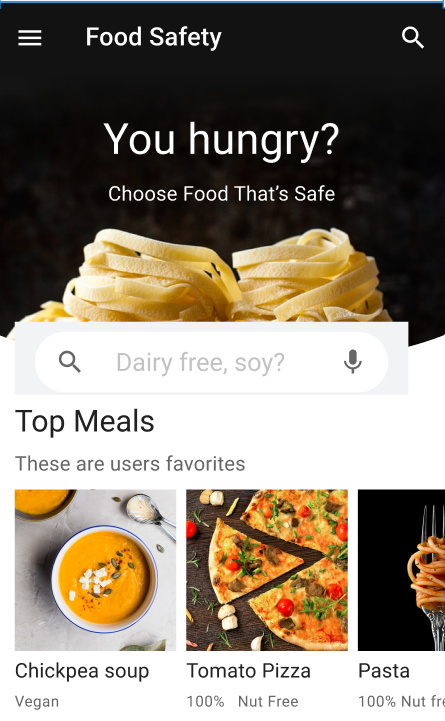 Food Safety
You hungry?
Choose Food That’s Safe
Dairy free, soy?
Top Meals
These are users favorites
Chickpea soup
Tomato Pizza
Pasta
Vegan
100% Nut Free
100% Nut fre